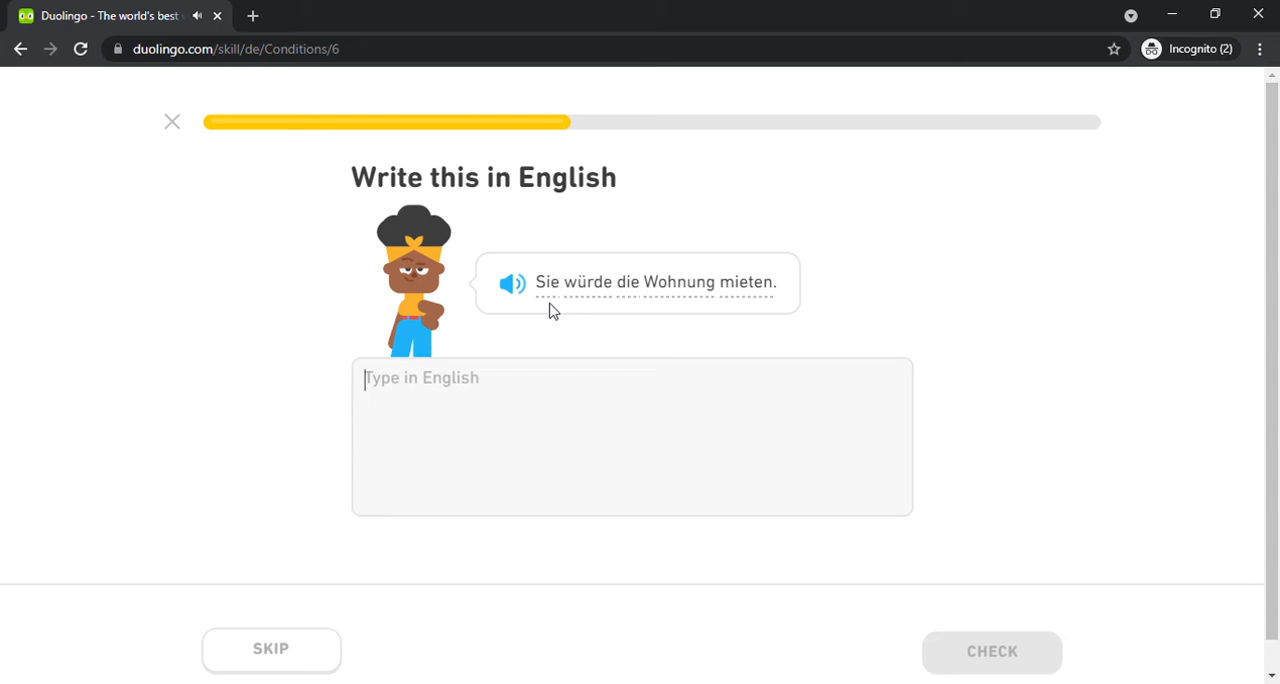 Duolingo - The world's best
duolingo.com/skill/de/Conditions/6
Incognito (2)
Write this in English
Sie würde die Wohnung mieten.
Type in English
SKIP
CHECK